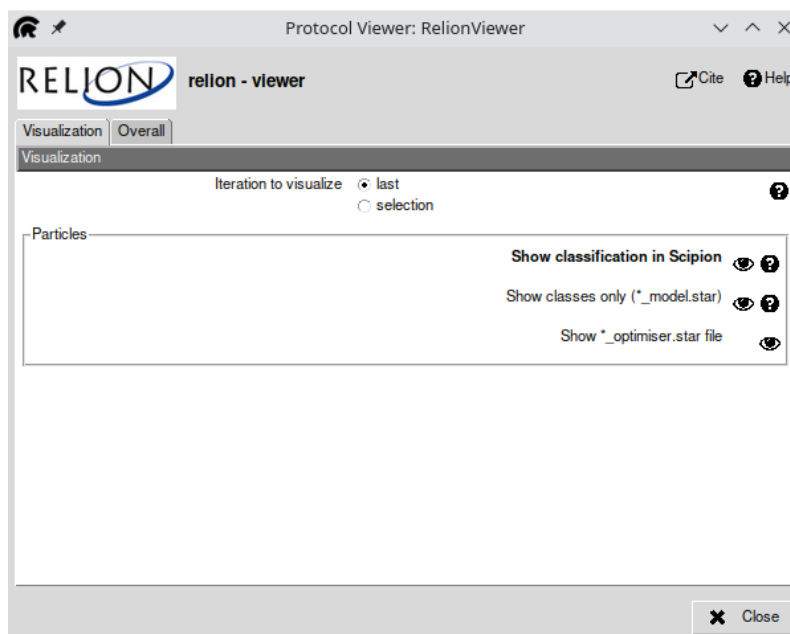 Protocol Viewer: RelionViewer
RELION relion - viewer Cite Help
Visualization Overall
Visualization
Iteration to visualize last
selection
Particles
Show classification in Scipion
Show classes only (*_model.star)
Show *_optimiser.star file
Close